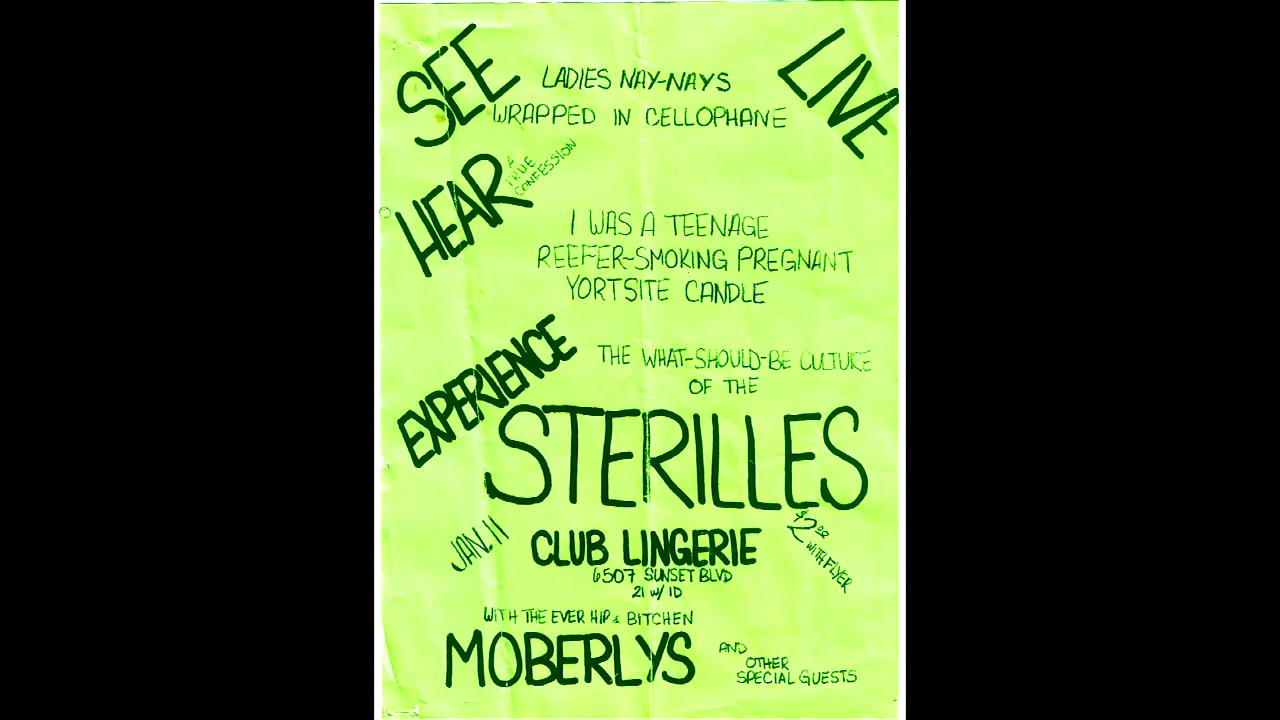 SEE
LADIES NAY-NAYS
WRAPPED IN CELLOPHANE
LIVE
HEAR
A
TRUE
CONFESSION
I WAS A TEENAGE
REEFER-SMOKING PREGNANT
YORTSITE CANDLE
EXPERIENCE
THE WHAT-SHOULD-BE CULTURE
OF THE
STERILLES
JAN. 11
CLUB LINGERIE
6507 SUNSET BLVD
21 w/ ID
$2.00
WITH FLYER
WITH THE EVER HIP & BITCHEN
MOBERLYS
AND
OTHER
SPECIAL GUESTS